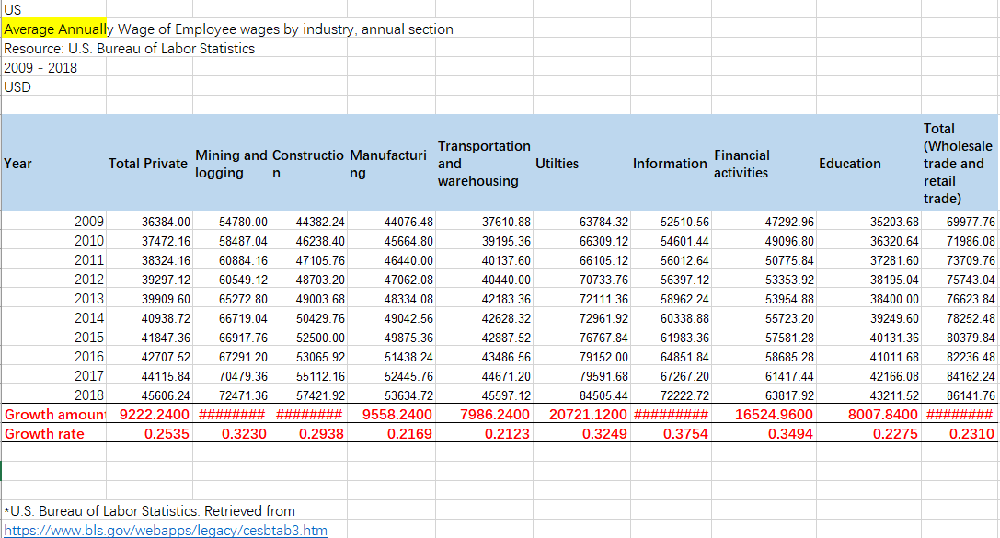 US
Average Annually Wage of Employee wages by industry, annual section
Resource: U.S. Bureau of Labor Statistics
2009 - 2018
USD
Year Total Private Mining and logging Construction Manufacturing Transportation and warehousing Utilties Information Financial activities Education Total (Wholesale trade and retail trade)
2009 36384.00 54780.00 44382.24 44076.48 37610.88 63784.32 52510.56 47292.96 35203.68 69977.76
2010 37472.16 58487.04 46238.40 45664.80 39195.36 66309.12 54601.44 49096.80 36320.64 71986.08
2011 38324.16 60884.16 47105.76 46440.00 40137.60 66105.12 56012.64 50775.84 37281.60 73709.76
2012 39297.12 60549.12 48703.20 47062.08 40440.00 70733.76 56397.12 53353.92 38195.04 75743.04
2013 39909.60 65272.80 49003.68 48334.08 42183.36 72111.36 58962.24 53954.88 38400.00 76623.84
2014 40938.72 66719.04 50429.76 49042.56 42628.32 72961.92 60338.88 55723.20 39249.60 78252.48
2015 41847.36 66917.76 52500.00 49875.36 42887.52 76767.84 61983.36 57581.28 40131.36 80379.84
2016 42707.52 67291.20 53065.92 51438.24 43486.56 79152.00 64851.84 58685.28 41011.68 82236.48
2017 44115.84 70479.36 55112.16 52445.76 44671.20 79591.68 67267.20 61417.44 42166.08 84162.24
2018 45606.24 72471.36 57421.92 53634.72 45597.12 84505.44 72222.72 63817.92 43211.52 86141.76
Growth amount 9222.2400 ######## ######## 9558.2400 7986.2400 20721.1200 ######### 16524.9600 8007.8400 ########
Growth rate 0.2535 0.3230 0.2938 0.2169 0.2123 0.3249 0.3754 0.3494 0.2275 0.2310
*U.S. Bureau of Labor Statistics. Retrieved from
https://www.bls.gov/webapps/legacy/cesbtab3.htm